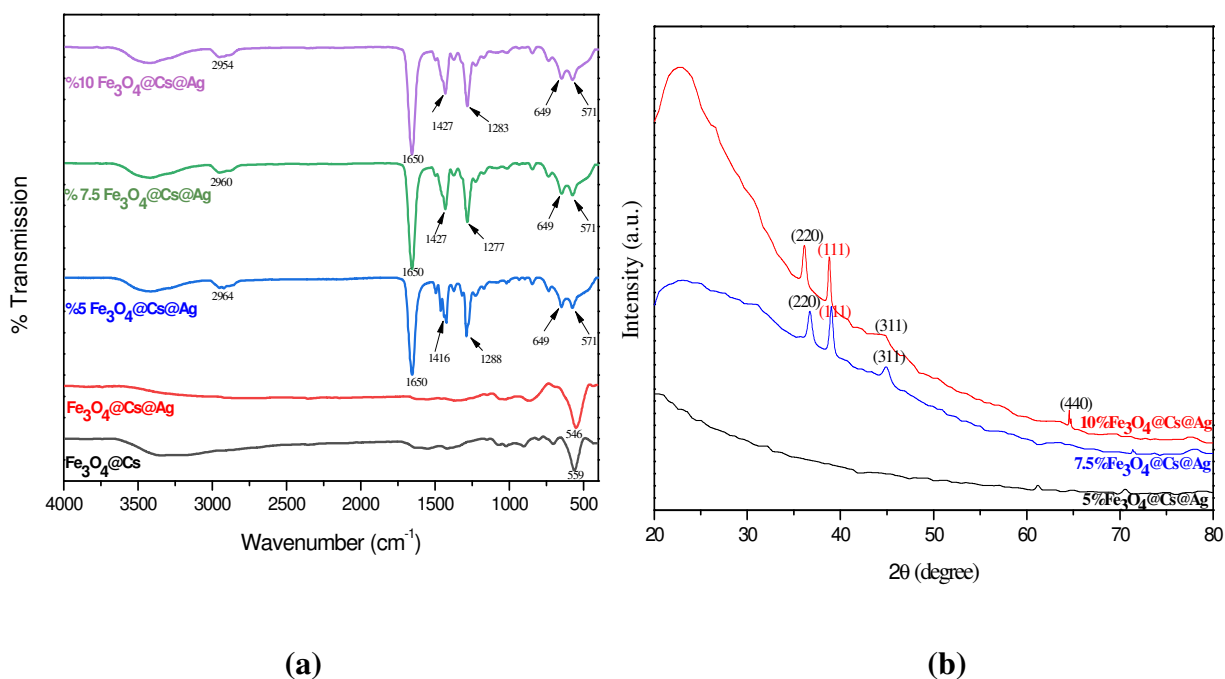 2954
%10 Fe₃O₄@Cs@Ag
649 571
1427 1283
1650
2960
% 7.5 Fe₃O₄@Cs@Ag
649 571
1427 1277
1650
2964
%5 Fe₃O₄@Cs@Ag
649 571
1416 1288
1650
Fe₃O₄@Cs@Ag
546
Fe₃O₄@Cs
559
4000 3500 3000 2500 2000 1500 1000 500
Wavenumber (cm⁻¹)
% Transmission
(a)
(220) (111)
(220) (111)
(311)
(311)
(440)
10%Fe₃O₄@Cs@Ag
7.5%Fe₃O₄@Cs@Ag
5%Fe₃O₄@Cs@Ag
20 30 40 50 60 70 80
2θ (degree)
Intensity (a.u.)
(b)